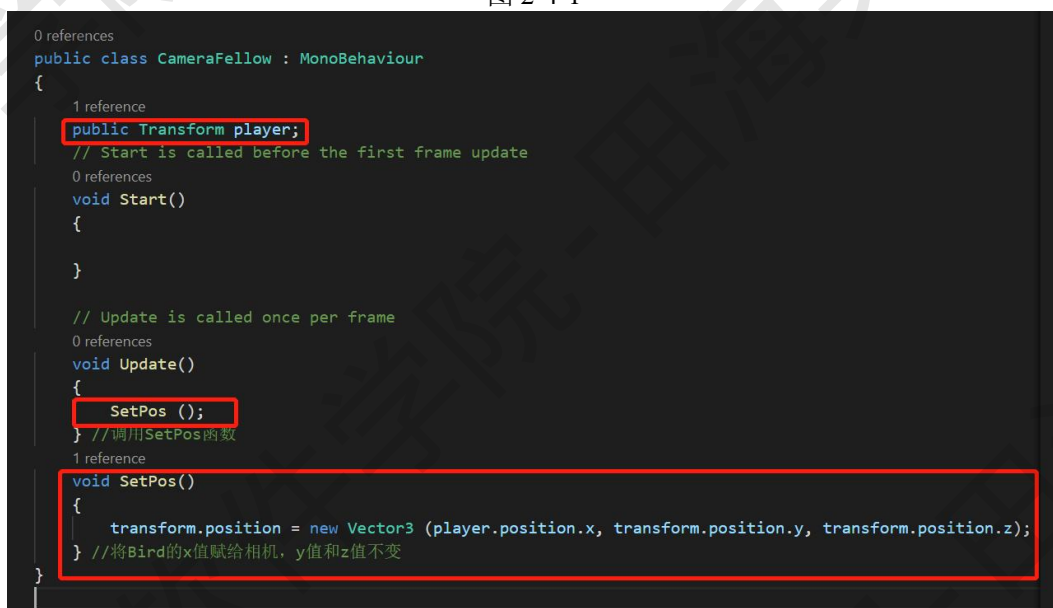 图 2-4-1
0 references
public class CameraFellow : MonoBehaviour
{
1 reference
public Transform player;
// Start is called before the first frame update
0 references
void Start()
{
}
// Update is called once per frame
0 references
void Update()
{
SetPos ();
} //调用SetPos函数
1 reference
void SetPos()
{
transform.position = new Vector3 (player.position.x, transform.position.y, transform.position.z);
} //将Bird的x值赋给相机，y值和z值不变
}